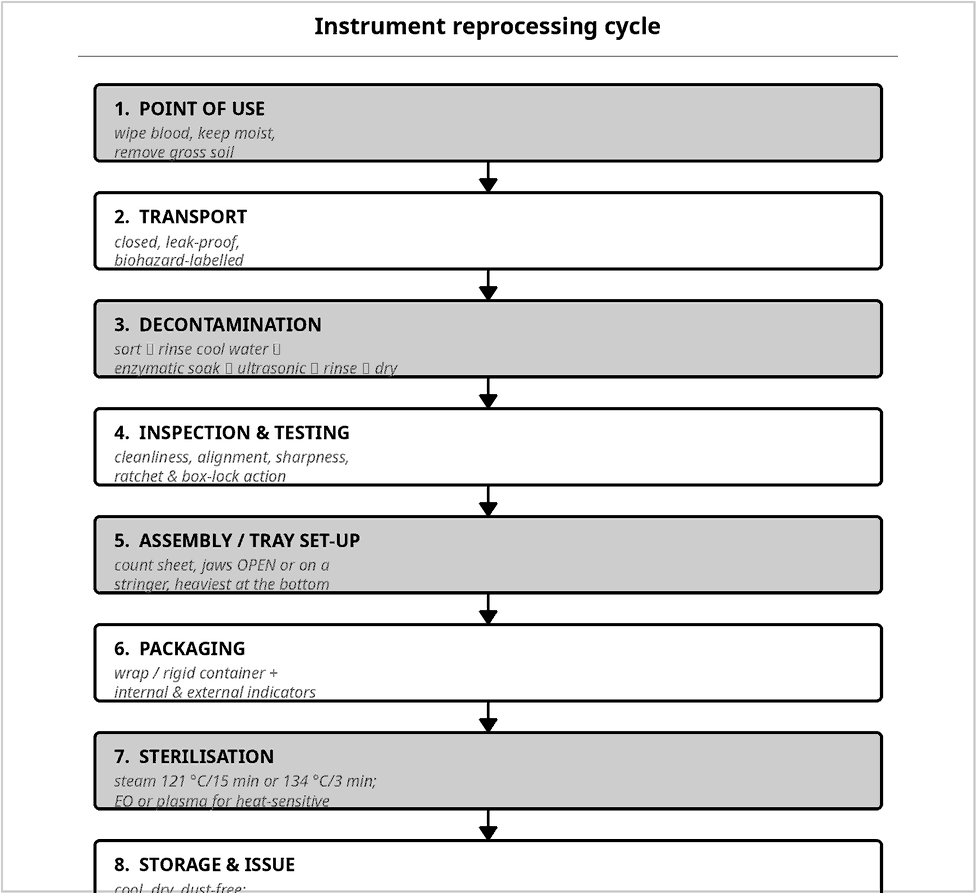 Instrument reprocessing cycle
1. POINT OF USE
wipe blood, keep moist,
remove gross soil
2. TRANSPORT
closed, leak-proof,
biohazard-labelled
3. DECONTAMINATION
sort ▯ rinse cool water ▯
enzymatic soak ▯ ultrasonic ▯ rinse ▯ dry
4. INSPECTION & TESTING
cleanliness, alignment, sharpness,
ratchet & box-lock action
5. ASSEMBLY / TRAY SET-UP
count sheet, jaws OPEN or on a
stringer, heaviest at the bottom
6. PACKAGING
wrap / rigid container +
internal & external indicators
7. STERILISATION
steam 121 °C/15 min or 134 °C/3 min;
EO or plasma for heat-sensitive
8. STORAGE & ISSUE
cool, dry, dust-free;